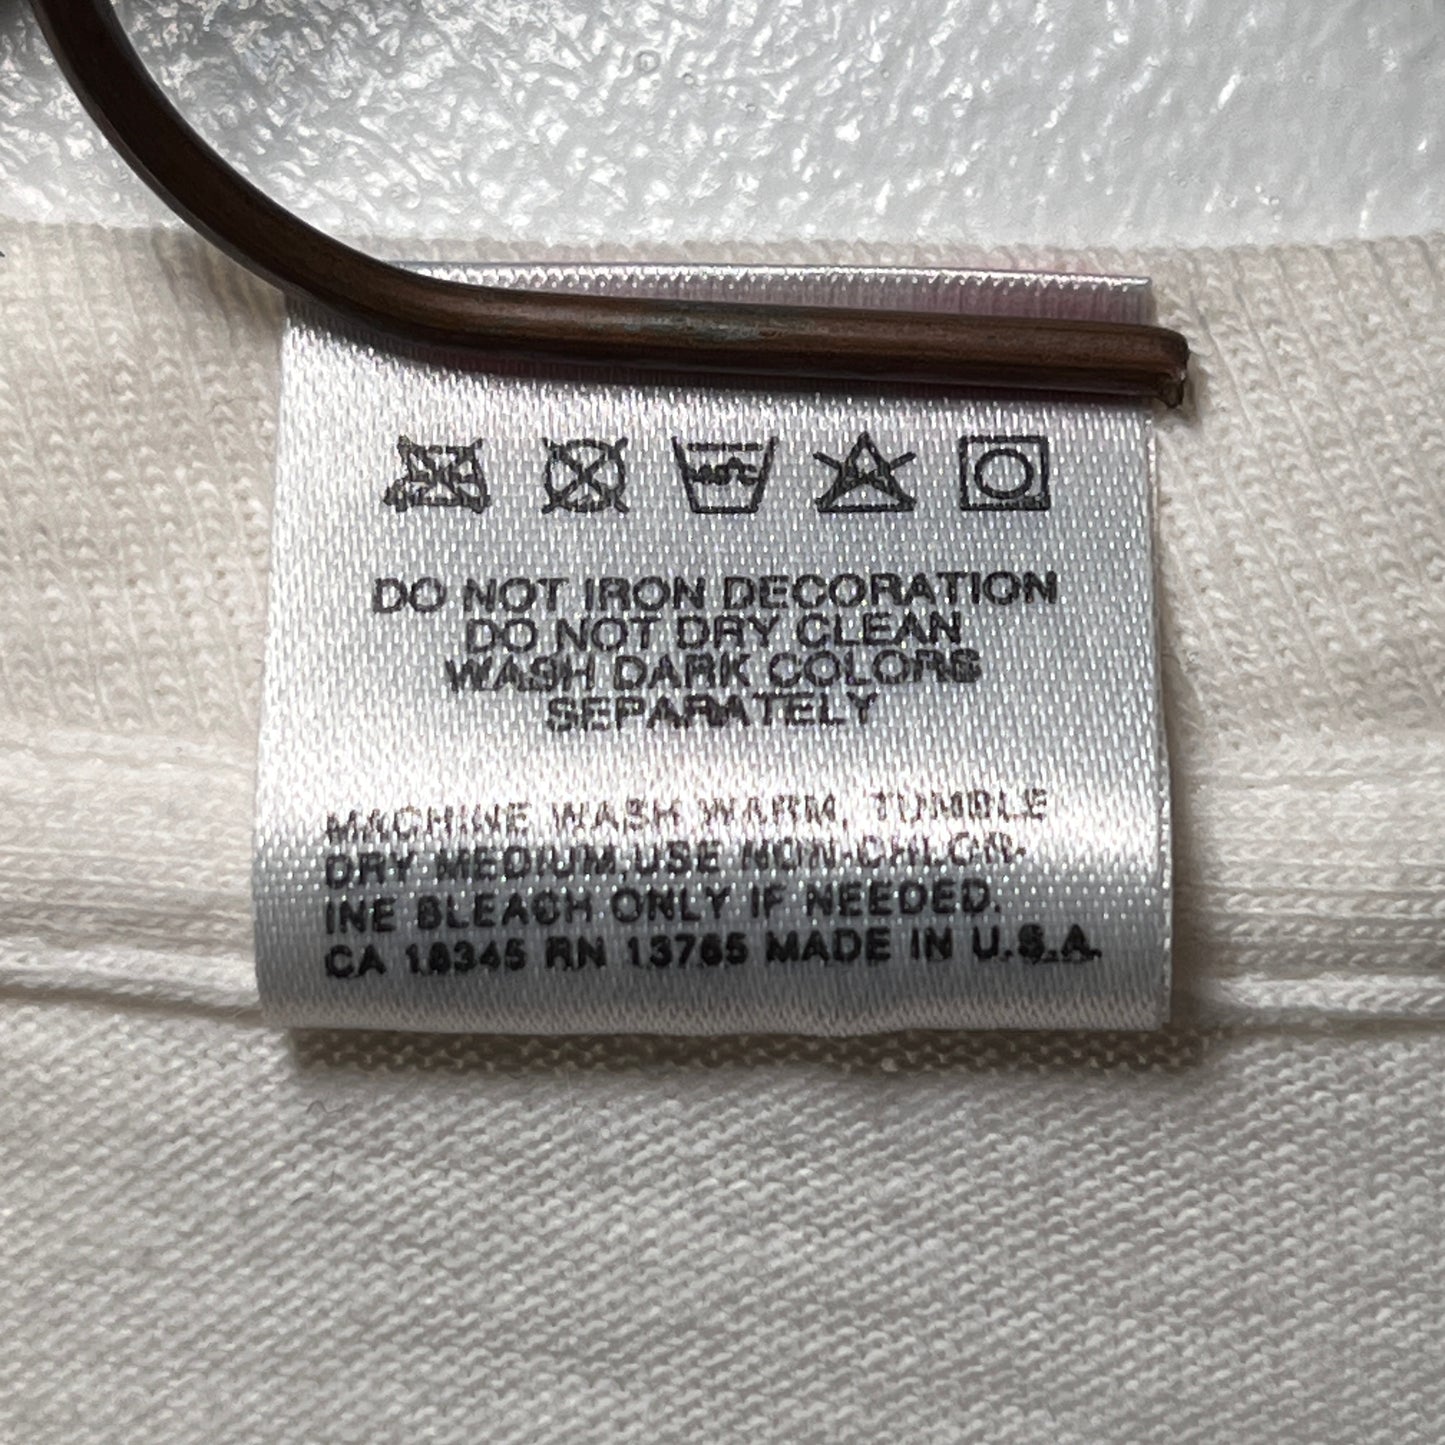 40°C
DO NOT IRON DECORATION
DO NOT DRY CLEAN
WASH DARK COLORS
SEPARATELY
MACHINE WASH WARM, TUMBLE
DRY MEDIUM,USE NON-CHLOR-
INE BLEACH ONLY IF NEEDED.
CA 18345 RN 13765 MADE IN U.S.A.